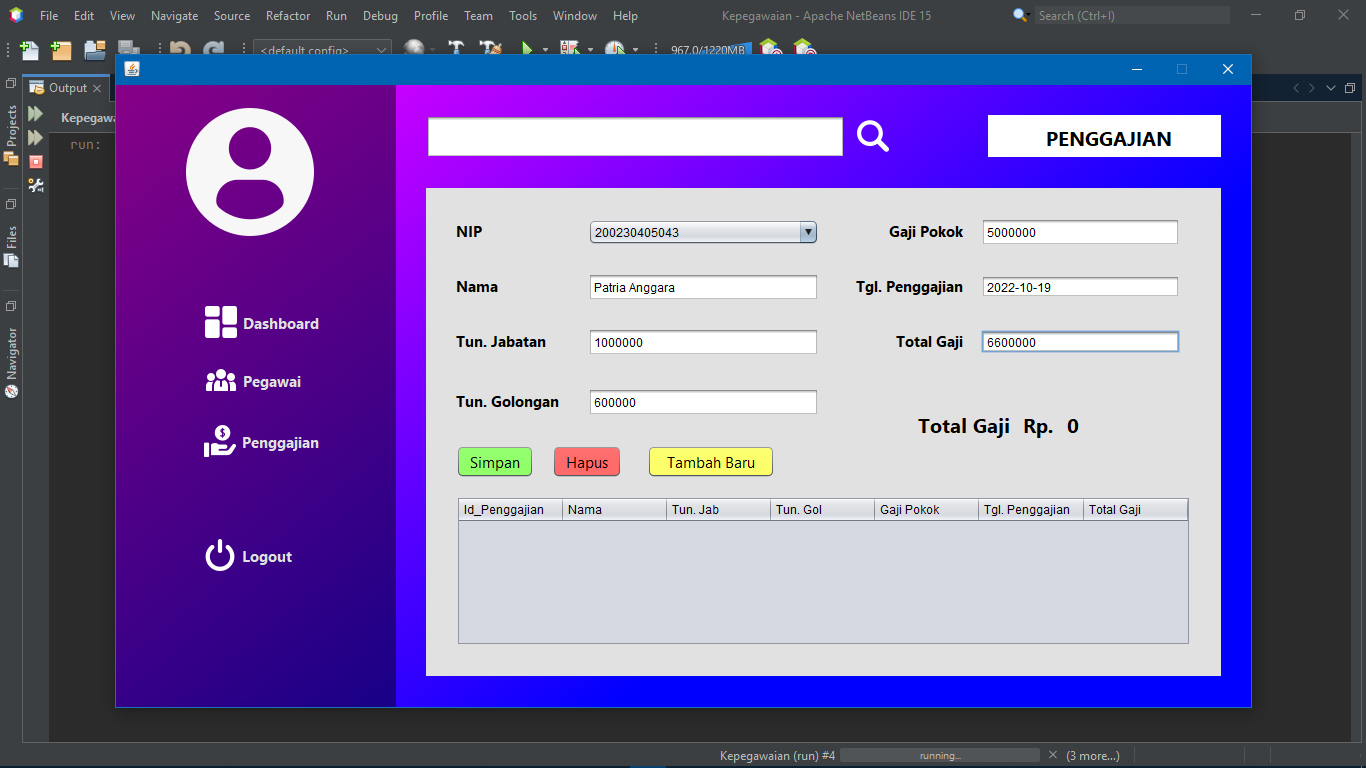 File Edit View Navigate Source Refactor Run Debug Profile Team Tools Window Help
Kepegawaian - Apache NetBeans IDE 15
Search (Ctrl+I)
<default config>
967.0/1220MB
Output
Projects
Files
Navigator
Kepegawa
run:
PENGGAJIAN
Dashboard
Pegawai
Penggajian
Logout
NIP 200230405043 Gaji Pokok 5000000
Nama Patria Anggara Tgl. Penggajian 2022-10-19
Tun. Jabatan 1000000 Total Gaji 6600000
Tun. Golongan 600000
Total Gaji Rp. 0
Simpan Hapus Tambah Baru
Id_Penggajian Nama Tun. Jab Tun. Gol Gaji Pokok Tgl. Penggajian Total Gaji
Kepegawaian (run) #4 running... (3 more...)